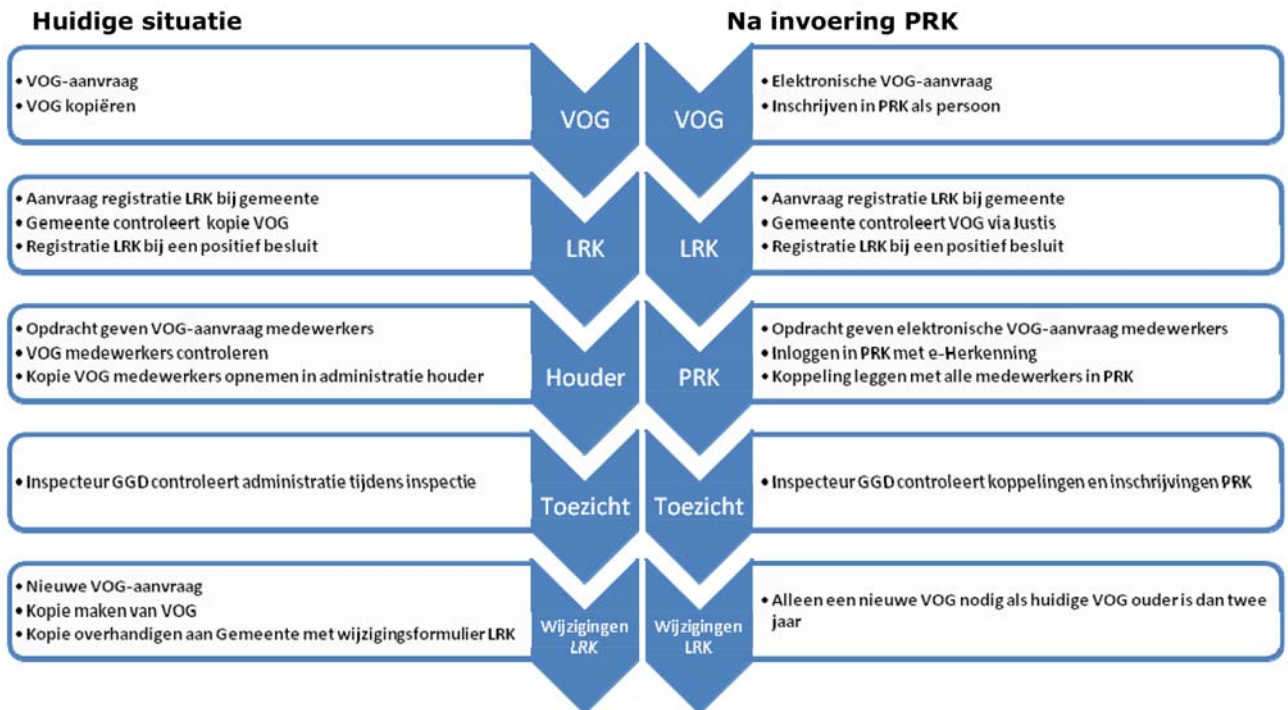 Huidige situatie
Na invoering PRK
• VOG-aanvraag
• VOG kopiëren
VOG
VOG
• Elektronische VOG-aanvraag
• Inschrijven in PRK als persoon
• Aanvraag registratie LRK bij gemeente
• Gemeente controleert kopie VOG
• Registratie LRK bij een positief besluit
LRK
LRK
• Aanvraag registratie LRK bij gemeente
• Gemeente controleert VOG via Justis
• Registratie LRK bij een positief besluit
• Opdracht geven VOG-aanvraag medewerkers
• VOG medewerkers controleren
• Kopie VOG medewerkers opnemen in administratie houder
Houder
PRK
• Opdracht geven elektronische VOG-aanvraag medewerkers
• Inloggen in PRK met e-Herkenning
• Koppeling leggen met alle medewerkers in PRK
• Inspecteur GGD controleert administratie tijdens inspectie
Toezicht
Toezicht
• Inspecteur GGD controleert koppelingen en inschrijvingen PRK
• Nieuwe VOG-aanvraag
• Kopie maken van VOG
• Kopie overhandigen aan Gemeente met wijzigingsformulier LRK
Wijzigingen
LRK
Wijzigingen
LRK
• Alleen een nieuwe VOG nodig als huidige VOG ouder is dan twee
jaar